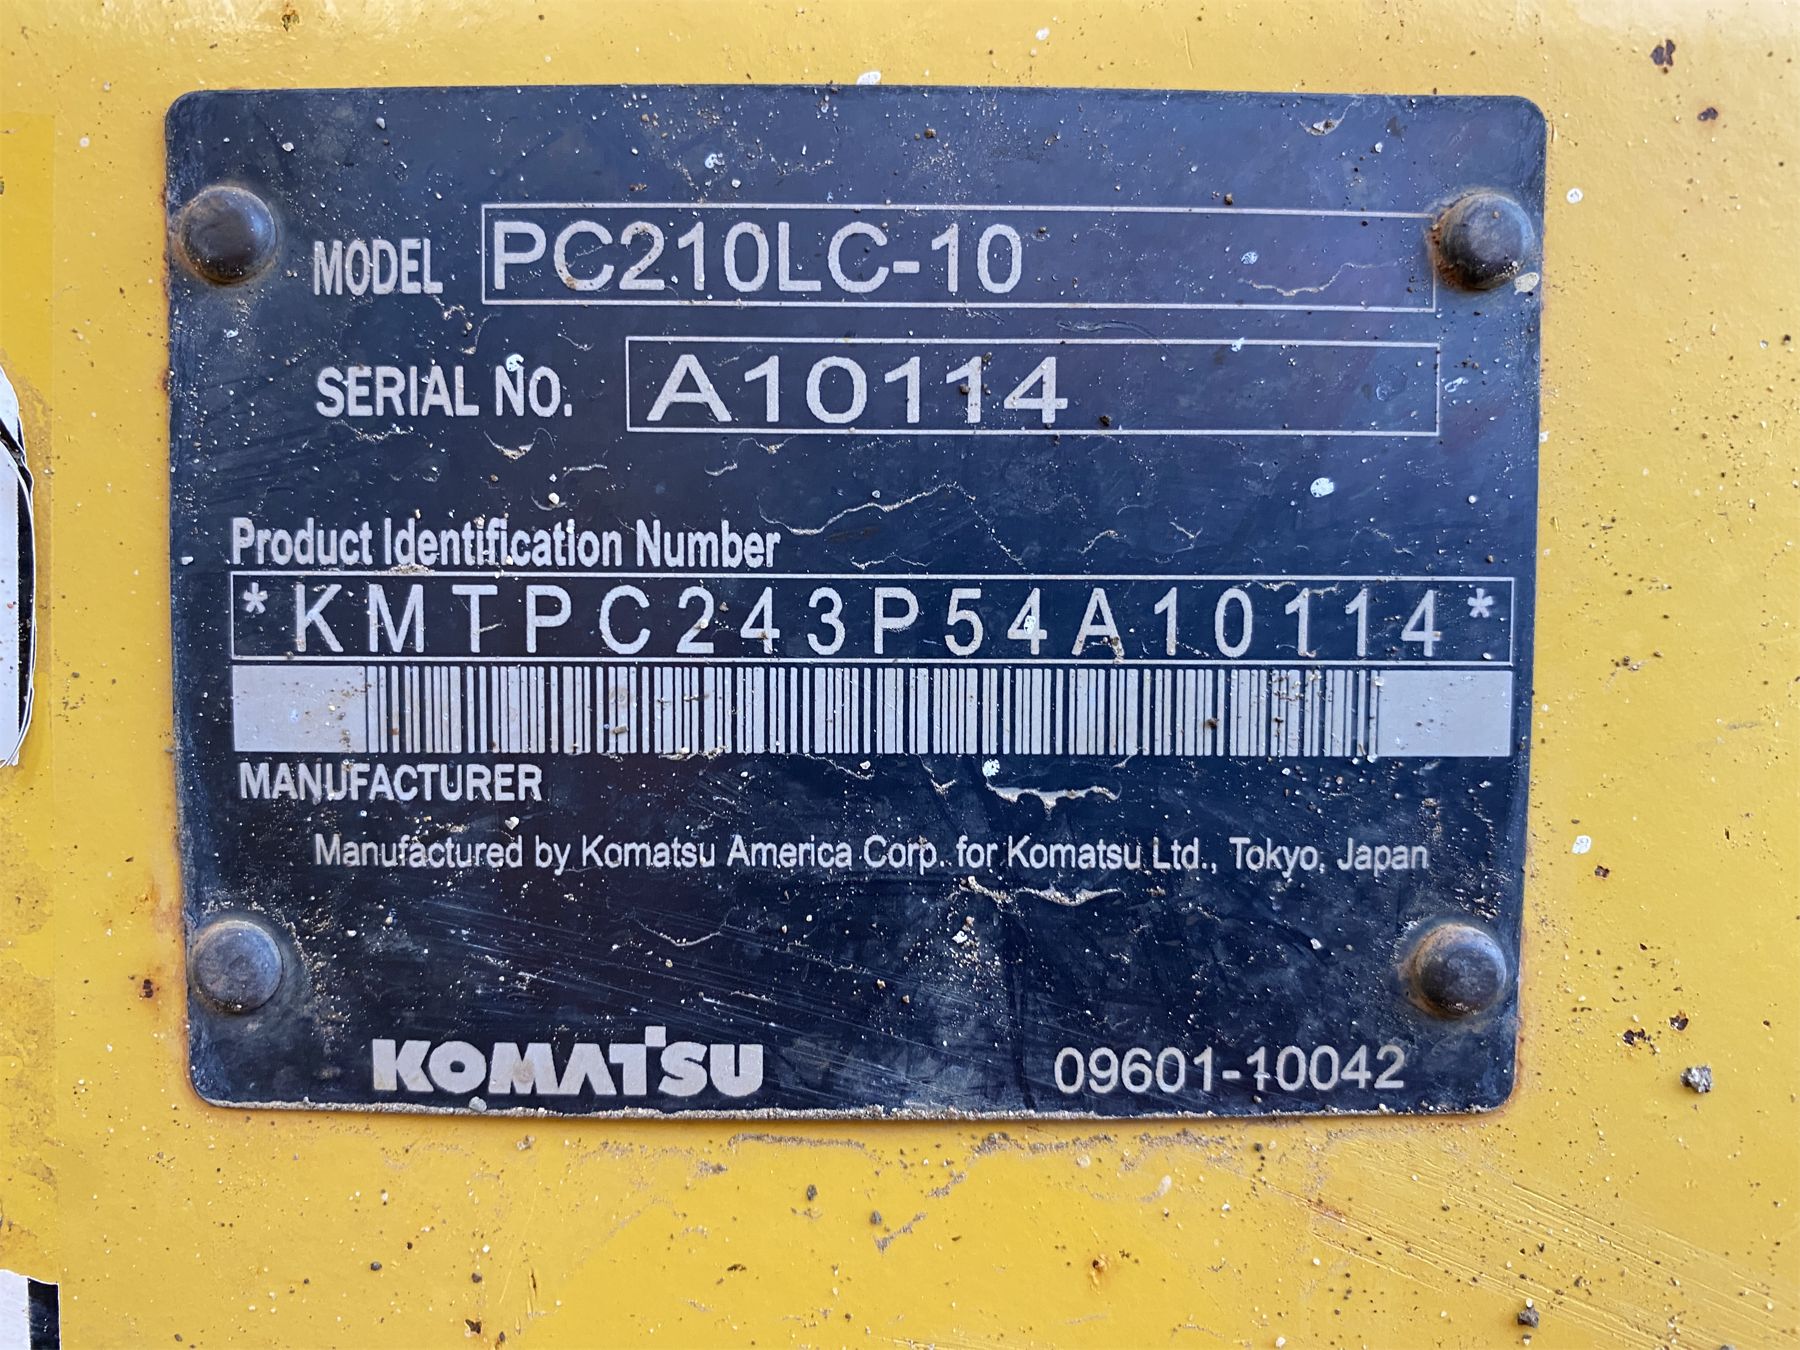 MODEL PC210LC-10
SERIAL NO. A10114
Product Identification Number
*KMTPC243P54A10114*
MANUFACTURER
Manufactured by Komatsu America Corp. for Komatsu Ltd., Tokyo, Japan
KOMATSU 09601-10042